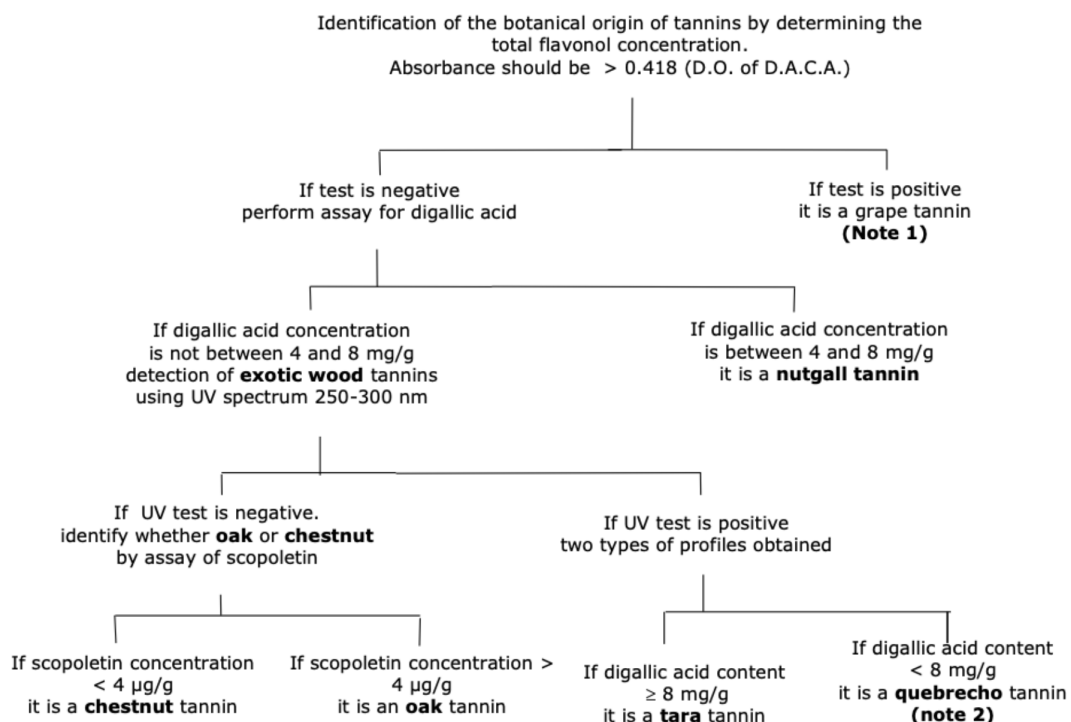 Identification of the botanical origin of tannins by determining the
total flavonol concentration.
Absorbance should be > 0.418 (D.O. of D.A.C.A.)
If test is negative
perform assay for digallic acid
If test is positive
it is a grape tannin
(Note 1)
If digallic acid concentration
is not between 4 and 8 mg/g
detection of exotic wood tannins
using UV spectrum 250-300 nm
If digallic acid concentration
is between 4 and 8 mg/g
it is a nutgall tannin
If UV test is negative.
identify whether oak or chestnut
by assay of scopoletin
If UV test is positive
two types of profiles obtained
If scopoletin concentration
< 4 µg/g
it is a chestnut tannin
If scopoletin concentration >
4 µg/g
it is an oak tannin
If digallic acid content
≥ 8 mg/g
it is a tara tannin
If digallic acid content
< 8 mg/g
it is a quebrecho tannin
(note 2)